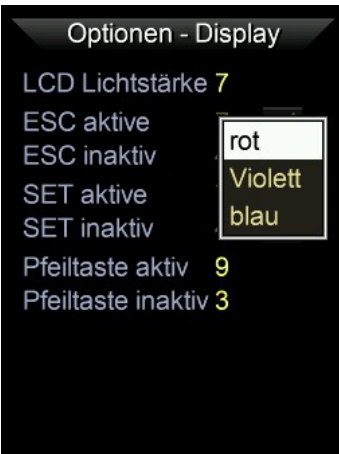 Optionen - Display
LCD Lichtstärke 7
ESC aktive
ESC inaktiv
SET aktive
SET inaktiv
rot
Violett
blau
Pfeiltaste aktiv 9
Pfeiltaste inaktiv 3